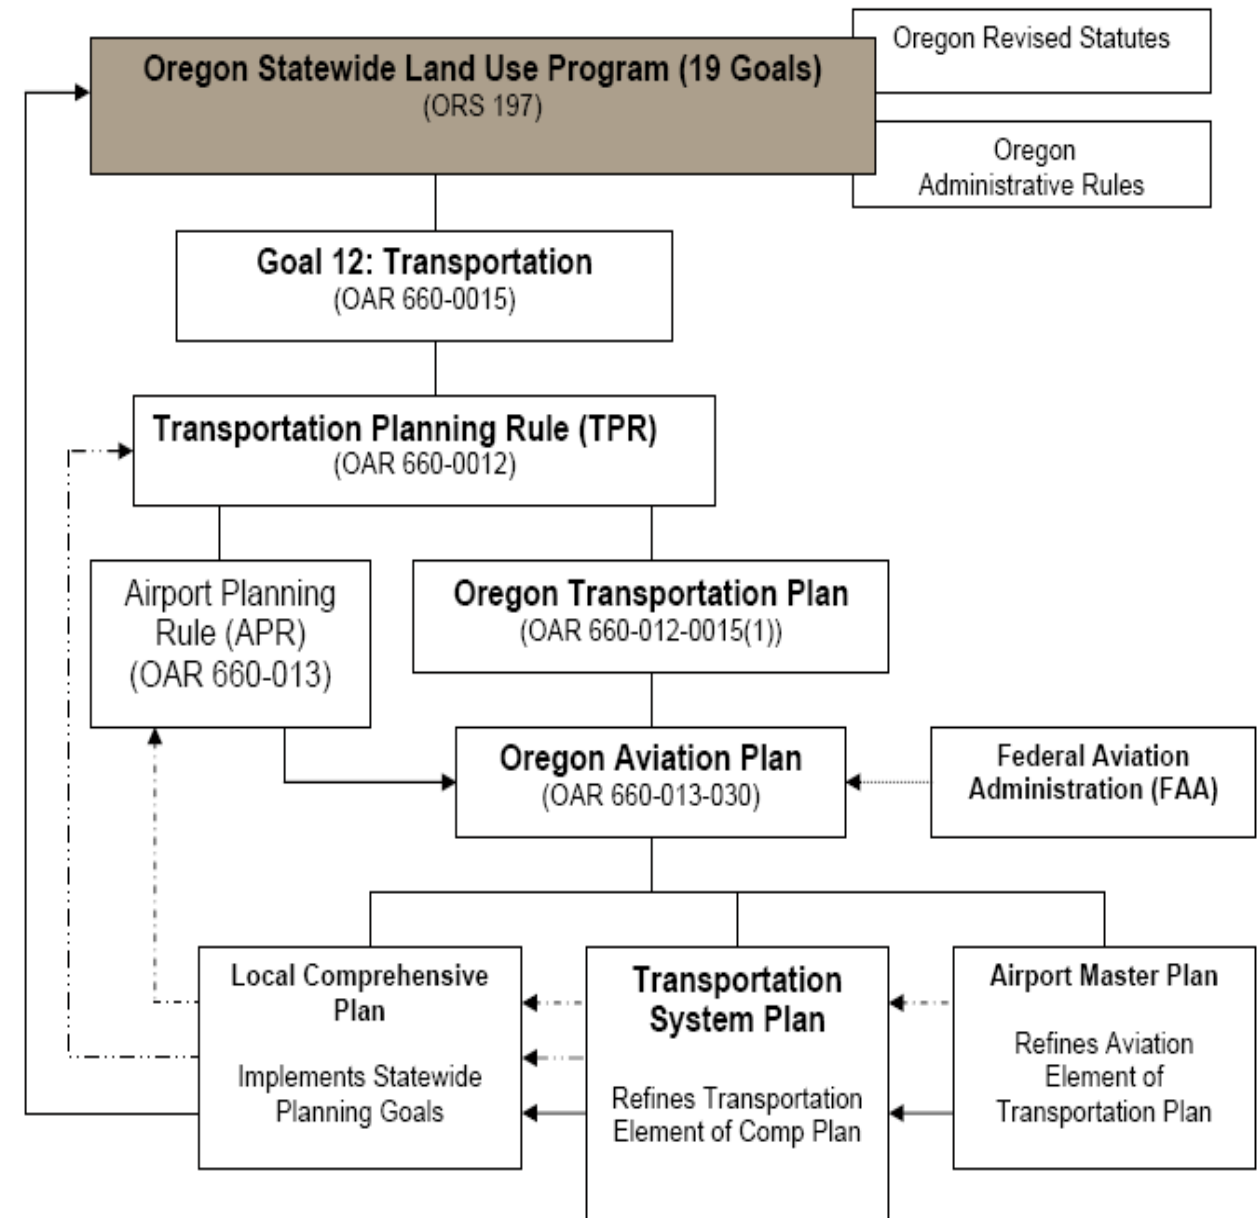 Oregon Revised Statutes
Oregon Statewide Land Use Program (19 Goals)
(ORS 197)
Oregon
Administrative Rules
Goal 12: Transportation
(OAR 660-0015)
Transportation Planning Rule (TPR)
(OAR 660-0012)
Airport Planning
Rule (APR)
(OAR 660-013)
Oregon Transportation Plan
(OAR 660-012-0015(1))
Oregon Aviation Plan
(OAR 660-013-030)
Federal Aviation
Administration (FAA)
Local Comprehensive
Plan
Implements Statewide
Planning Goals
Transportation
System Plan
Refines Transportation
Element of Comp Plan
Airport Master Plan
Refines Aviation
Element of
Transportation Plan